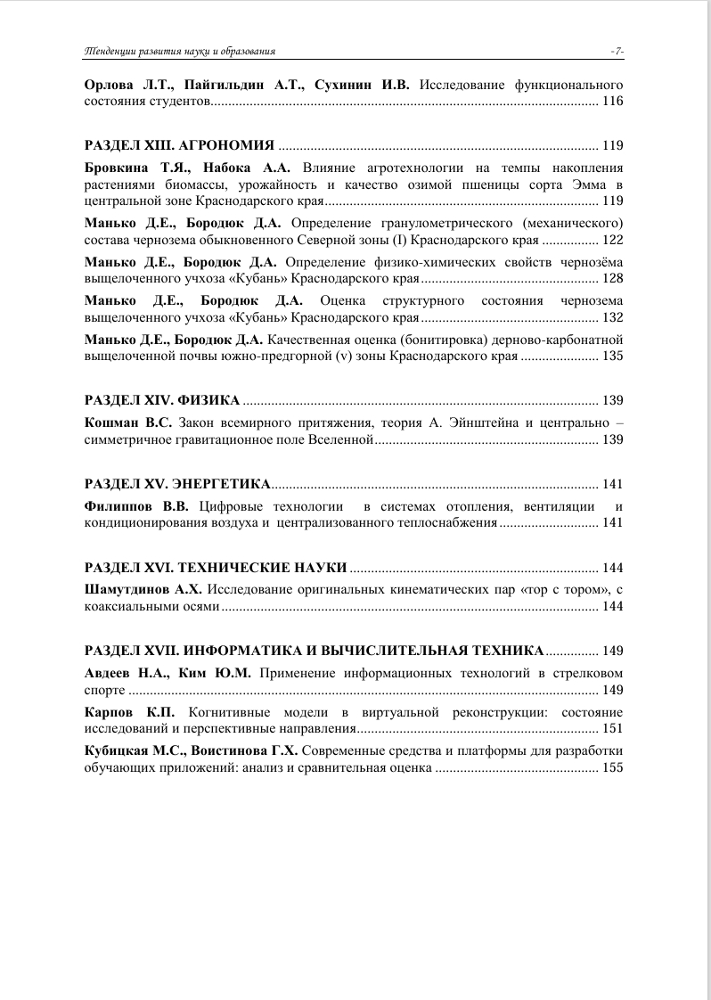 Тенденции развития науки и образования -7-
Орлова Л.Т., Пайгильдин А.Т., Сухинин И.В. Исследование функционального
состояния студентов.......... 116
РАЗДЕЛ XIII. АГРОНОМИЯ .......... 119
Бровкина Т.Я., Набока А.А. Влияние агротехнологии на темпы накопления
растениями биомассы, урожайность и качество озимой пшеницы сорта Эмма в
центральной зоне Краснодарского края.......... 119
Манько Д.Е., Бородюк Д.А. Определение гранулометрического (механического)
состава чернозема обыкновенного Северной зоны (I) Краснодарского края .......... 122
Манько Д.Е., Бородюк Д.А. Определение физико-химических свойств чернозёма
выщелоченного учхоза «Кубань» Краснодарского края.......... 128
Манько Д.Е., Бородюк Д.А. Оценка структурного состояния чернозема
выщелоченного учхоза «Кубань» Краснодарского края.......... 132
Манько Д.Е., Бородюк Д.А. Качественная оценка (бонитировка) дерново-карбонатной
выщелоченной почвы южно-предгорной (v) зоны Краснодарского края .......... 135
РАЗДЕЛ XIV. ФИЗИКА .......... 139
Кошман В.С. Закон всемирного притяжения, теория А. Эйнштейна и центрально –
симметричное гравитационное поле Вселенной.......... 139
РАЗДЕЛ XV. ЭНЕРГЕТИКА.......... 141
Филиппов В.В. Цифровые технологии в системах отопления, вентиляции и
кондиционирования воздуха и централизованного теплоснабжения .......... 141
РАЗДЕЛ XVI. ТЕХНИЧЕСКИЕ НАУКИ .......... 144
Шамутдинов А.Х. Исследование оригинальных кинематических пар «тор с тором», с
коаксиальными осями .......... 144
РАЗДЕЛ XVII. ИНФОРМАТИКА И ВЫЧИСЛИТЕЛЬНАЯ ТЕХНИКА .......... 149
Авдеев Н.А., Ким Ю.М. Применение информационных технологий в стрелковом
спорте .......... 149
Карпов К.П. Когнитивные модели в виртуальной реконструкции: состояние
исследований и перспективные направления.......... 151
Кубицкая М.С., Воистинова Г.Х. Современные средства и платформы для разработки
обучающих приложений: анализ и сравнительная оценка .......... 155